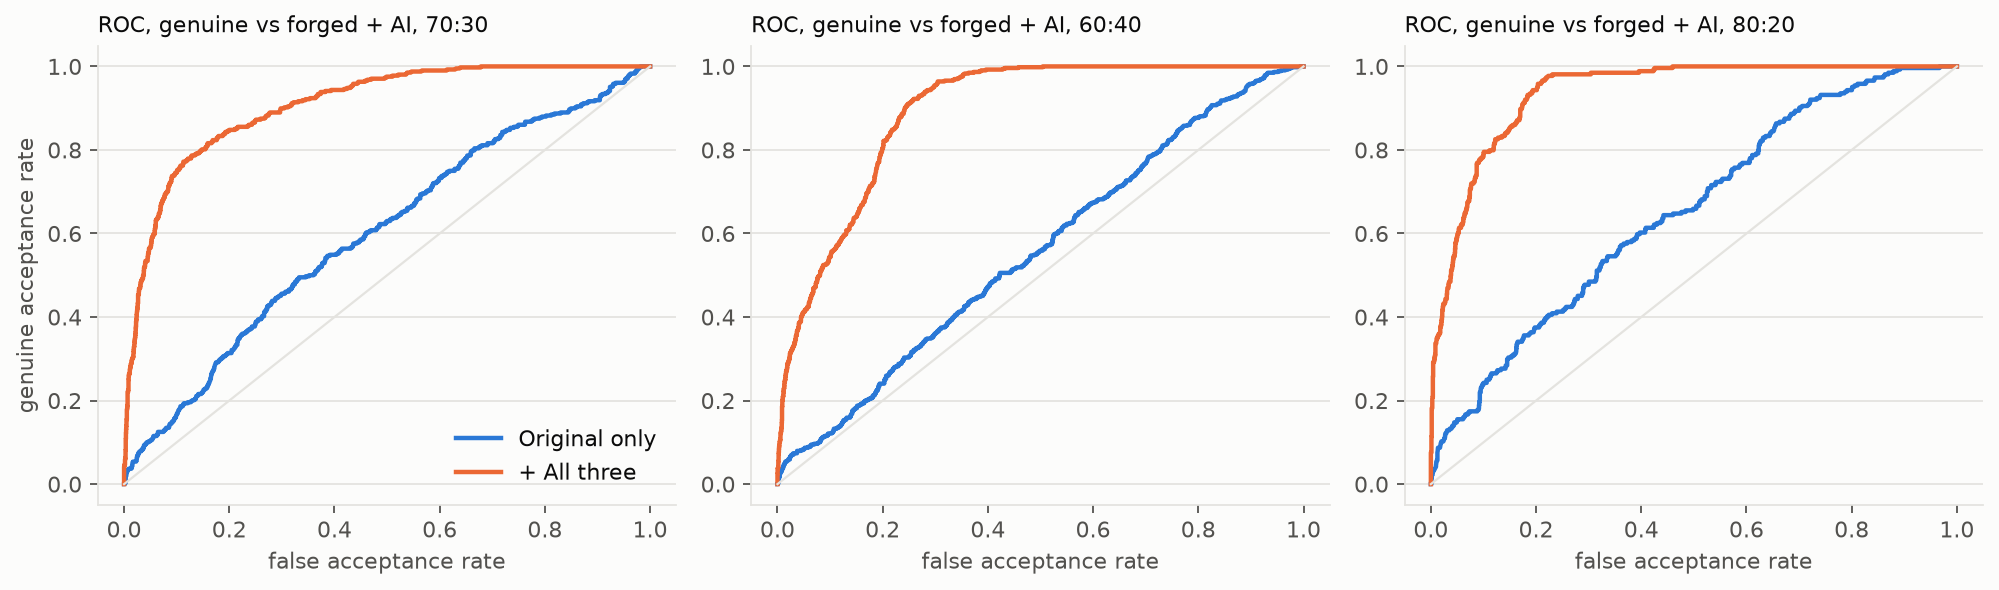 ROC, genuine vs forged + AI, 70:30
genuine acceptance rate
1.0
0.8
0.6
0.4
0.2
0.0
0.0 0.2 0.4 0.6 0.8 1.0
false acceptance rate
Original only
+ All three
ROC, genuine vs forged + AI, 60:40
1.0
0.8
0.6
0.4
0.2
0.0
0.0 0.2 0.4 0.6 0.8 1.0
false acceptance rate
ROC, genuine vs forged + AI, 80:20
1.0
0.8
0.6
0.4
0.2
0.0
0.0 0.2 0.4 0.6 0.8 1.0
false acceptance rate